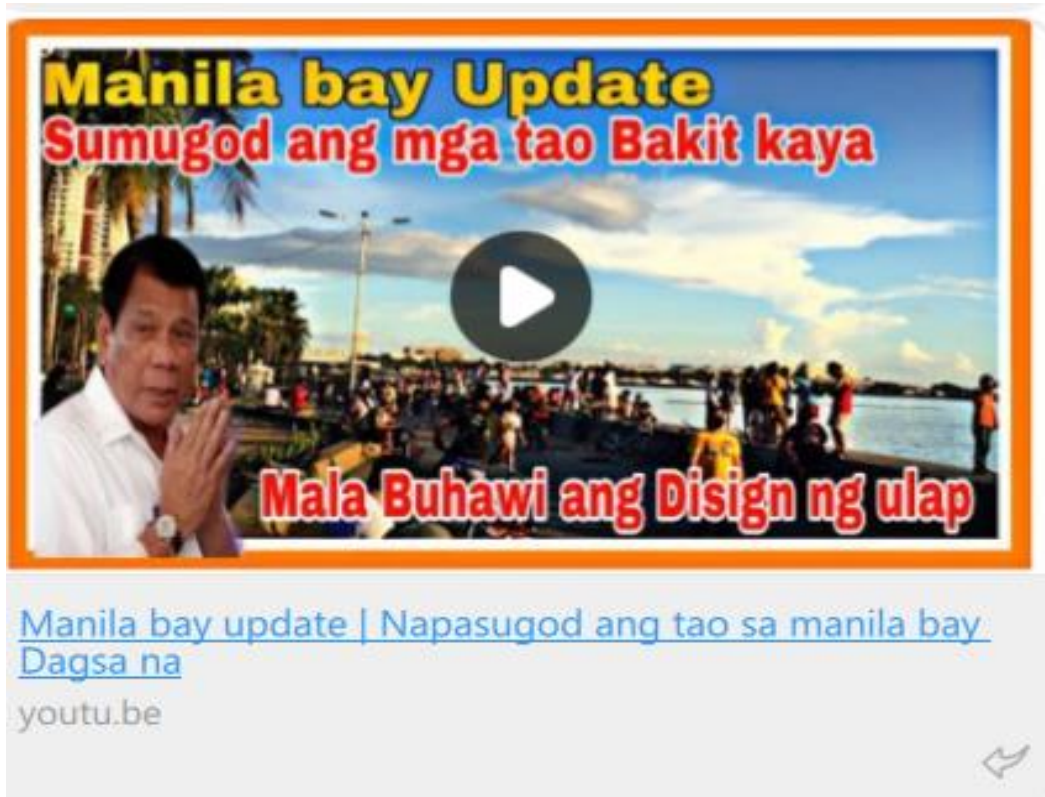 Manila bay Update
Sumugod ang mga tao Bakit kaya
Mala Buhawi ang Disign ng ulap
Manila bay update | Napasugod ang tao sa manila bay
Dagsa na
youtu.be